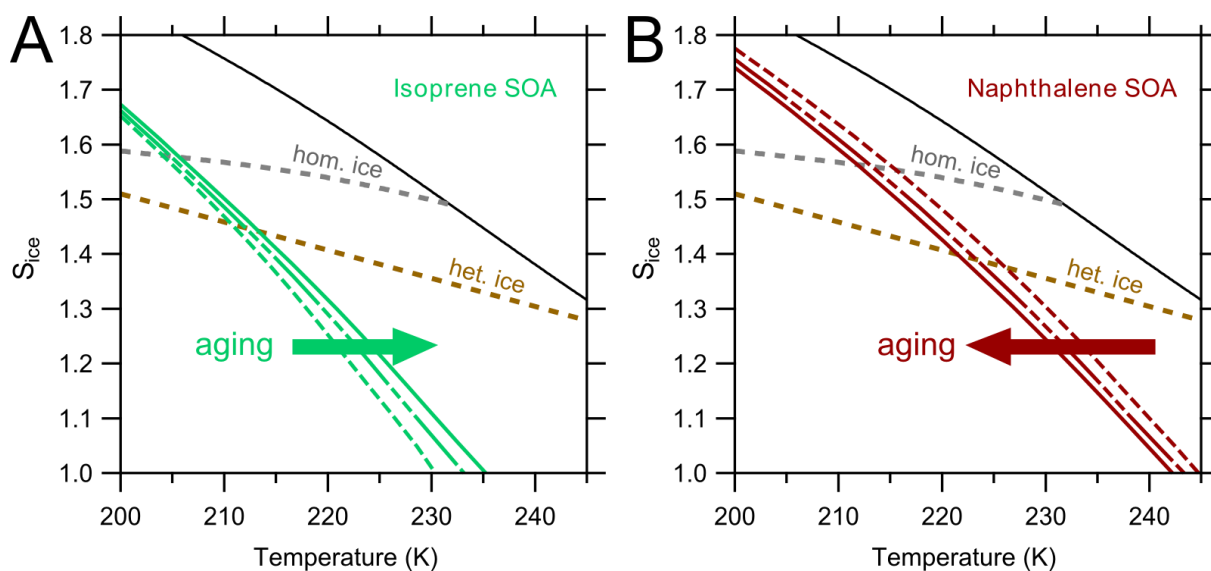 A
1.8
1.7
1.6
1.5
1.4
1.3
1.2
1.1
1.0
S_ice
Isoprene SOA
hom. ice
het. ice
aging
200
210
220
230
240
Temperature (K)
B
1.8
1.7
1.6
1.5
1.4
1.3
1.2
1.1
1.0
S_ice
Naphthalene SOA
hom. ice
het. ice
aging
200
210
220
230
240
Temperature (K)